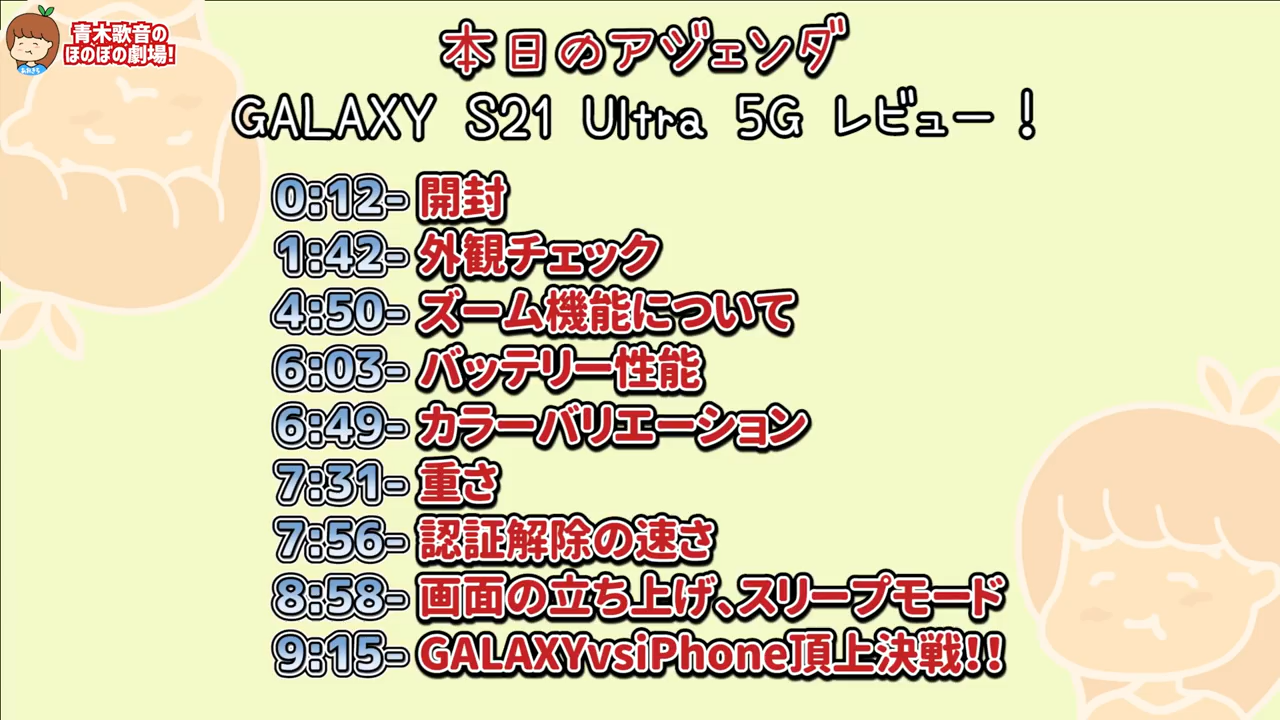 青木歌音の
ほのぼの劇場!
あおきち
本日のアジェンダ
GALAXY S21 Ultra 5G レビュー！
0:12- 開封
1:42- 外観チェック
4:50- ズーム機能について
6:03- バッテリー性能
6:49- カラーバリエーション
7:31- 重さ
7:56- 認証解除の速さ
8:58- 画面の立ち上げ、スリープモード
9:15- GALAXYvsiPhone頂上決戦!!